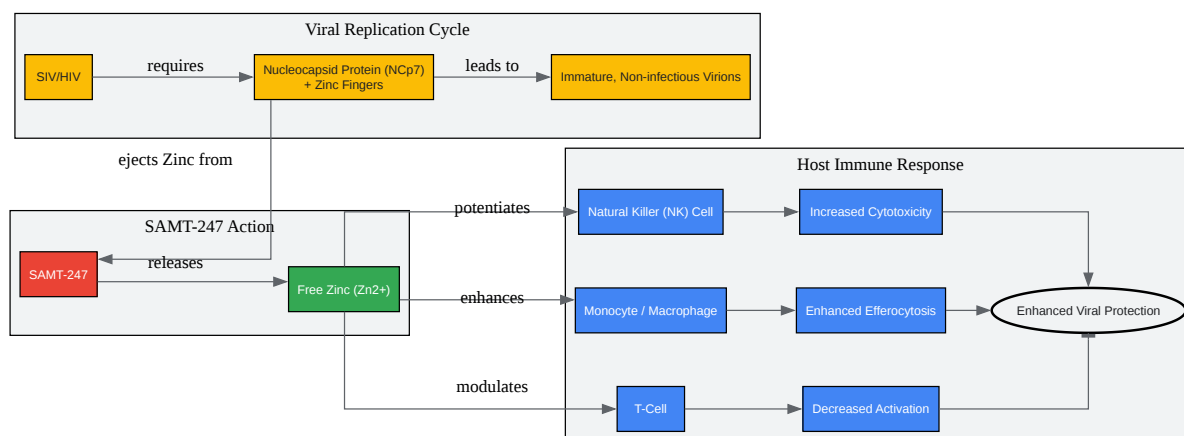 Viral Replication Cycle
SIV/HIV
requires
Nucleocapsid Protein (NCp7)
+ Zinc Fingers
leads to
Immature, Non-infectious Virions
ejects Zinc from
SAMT-247 Action
SAMT-247
releases
Free Zinc (Zn2+)
Host Immune Response
potentiates
Natural Killer (NK) Cell
Increased Cytotoxicity
enhances
Monocyte / Macrophage
Enhanced Efferocytosis
Enhanced Viral Protection
modulates
T-Cell
Decreased Activation